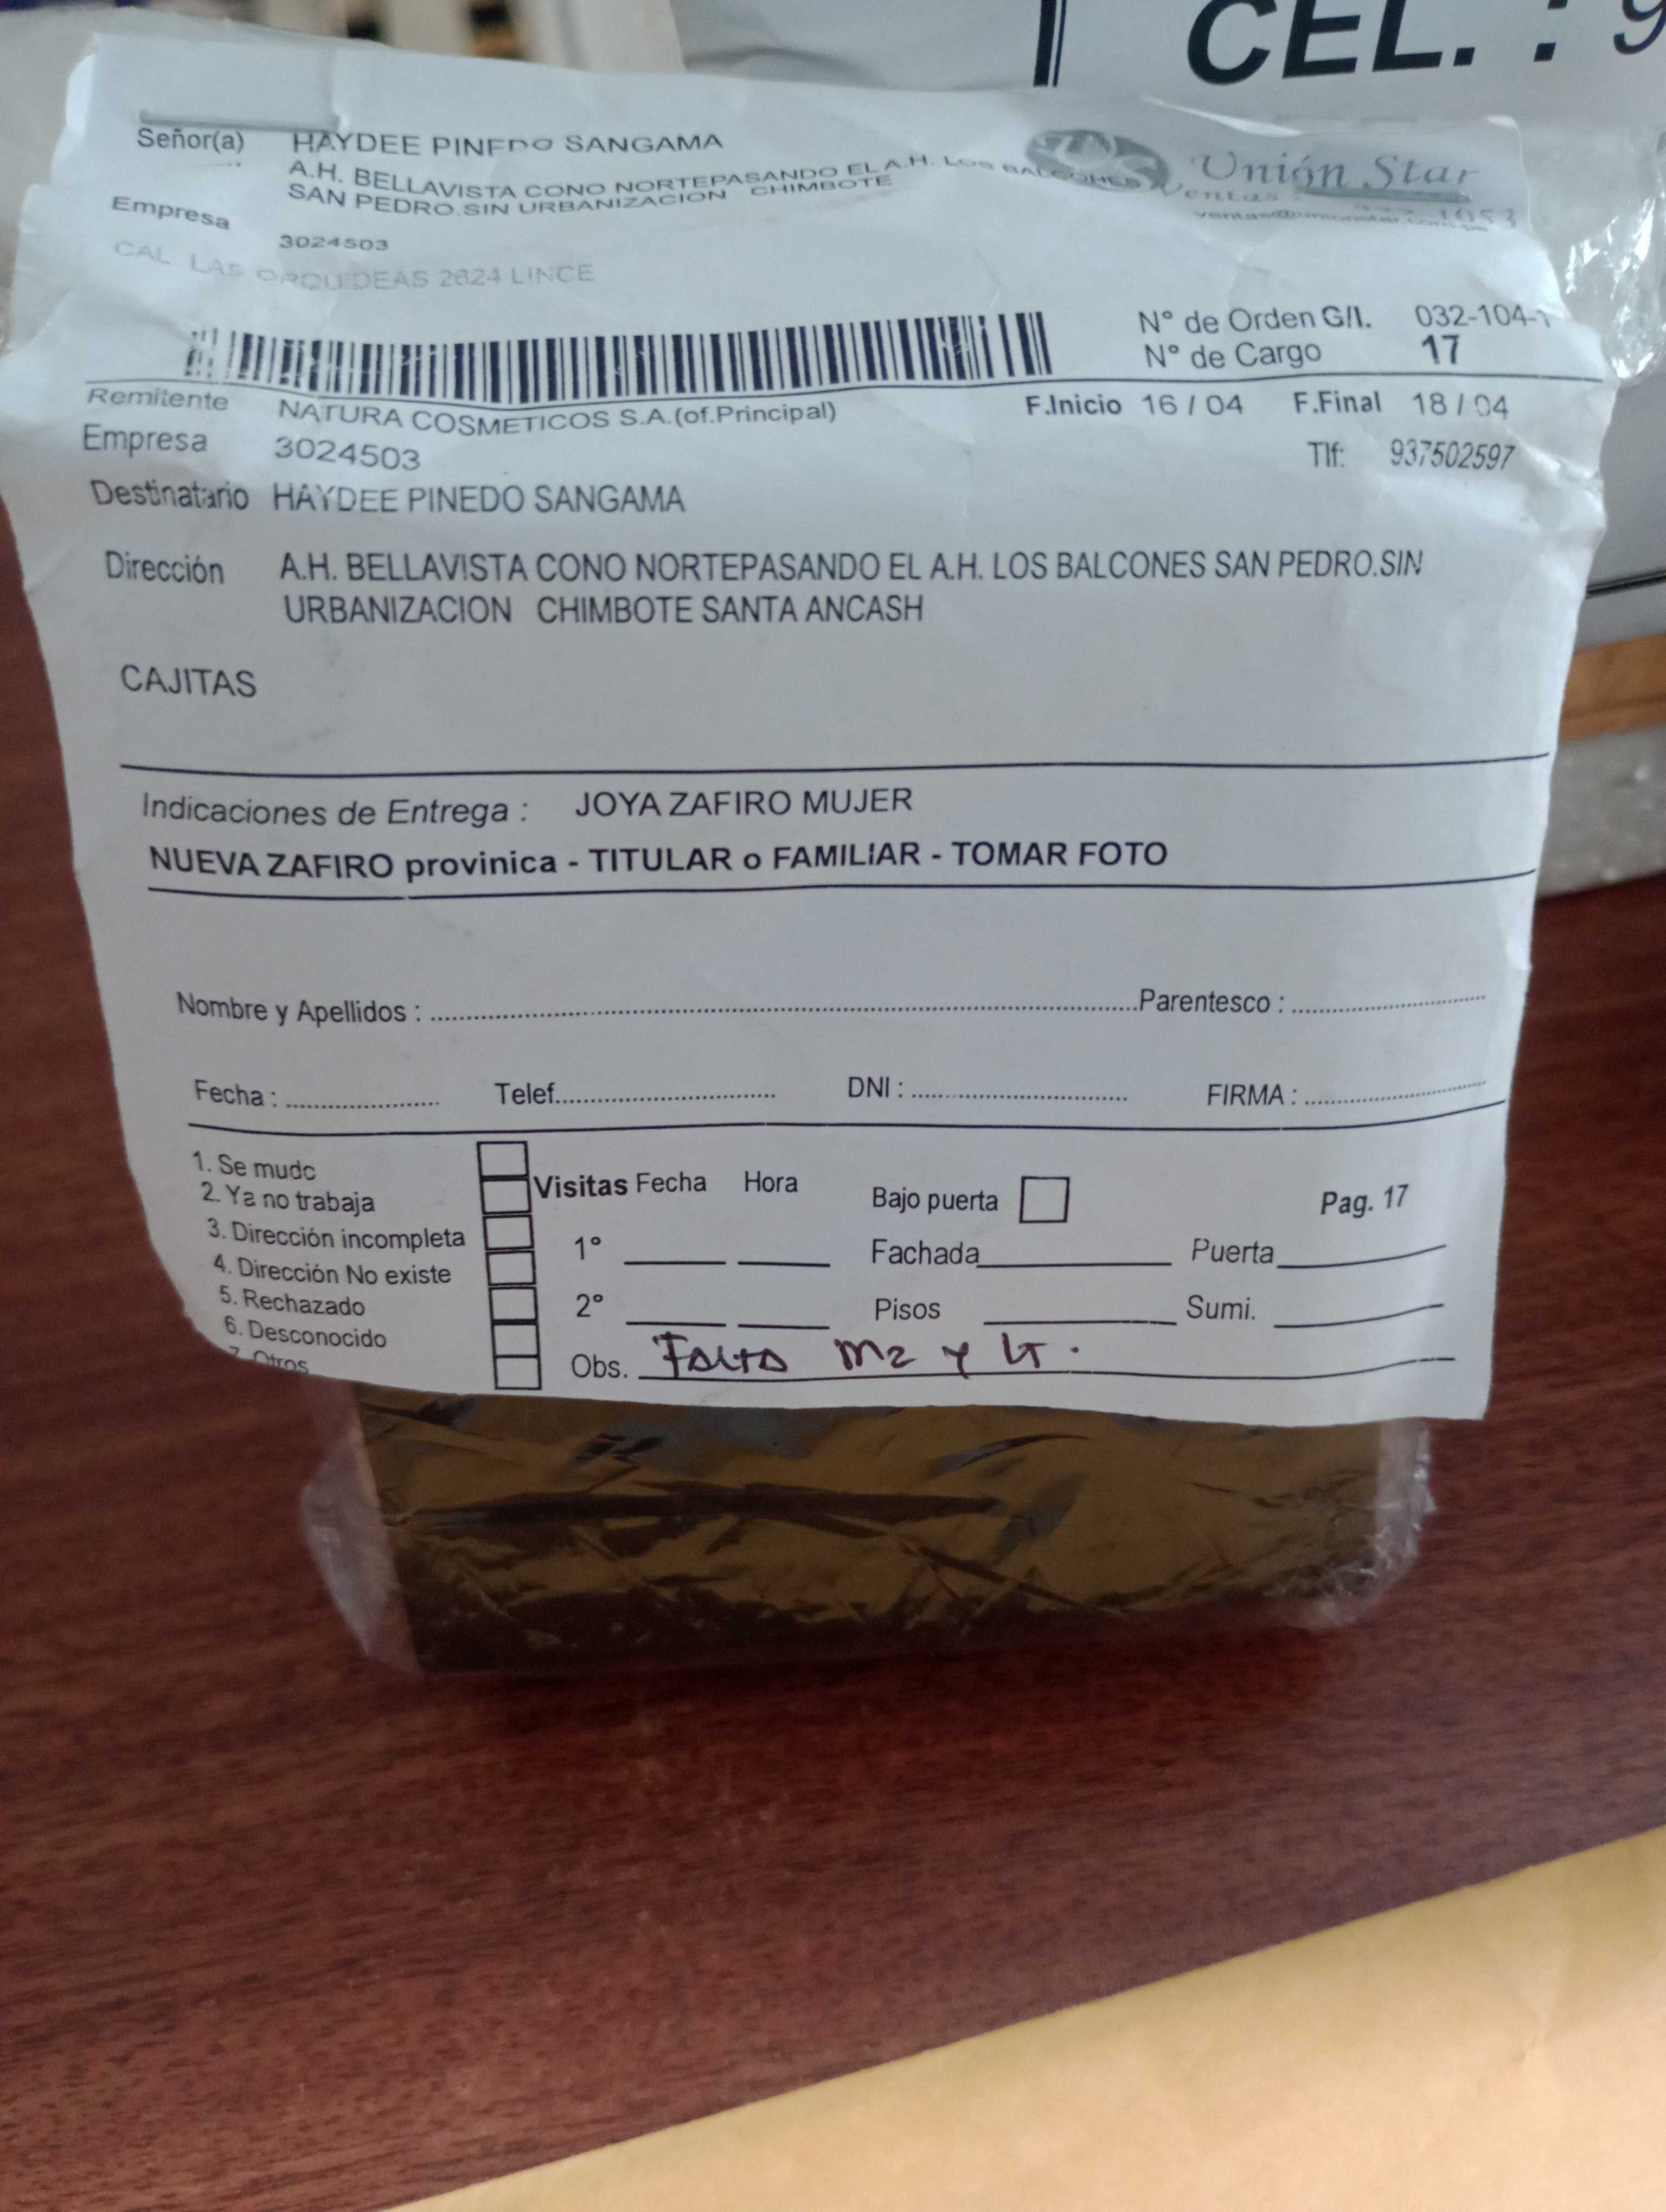 CEL. : 9
Señor(a) HAYDEE PINEDO SANGAMA
A.H. BELLAVISTA CONO NORTEPASANDO EL A.H. LOS BALCONES
SAN PEDRO.SIN URBANIZACION CHIMBOTE
Unión Star
Ventas
Empresa 3024503
CAL LAS ORQUIDEAS 2624 LINCE
N° de Orden G/I. 032-104-1
N° de Cargo 17
Remitente NATURA COSMETICOS S.A.(of.Principal) F.Inicio 16 / 04 F.Final 18 / 04
Empresa 3024503 Tlf: 937502597
Destinatario HAYDEE PINEDO SANGAMA
Dirección A.H. BELLAVISTA CONO NORTEPASANDO EL A.H. LOS BALCONES SAN PEDRO.SIN
URBANIZACION CHIMBOTE SANTA ANCASH
CAJITAS
Indicaciones de Entrega : JOYA ZAFIRO MUJER
NUEVA ZAFIRO provinica - TITULAR o FAMILIAR - TOMAR FOTO
Nombre y Apellidos : Parentesco :
Fecha : Telef. DNI : FIRMA :
1. Se mudo
2. Ya no trabaja
3. Dirección incompleta
4. Dirección No existe
5. Rechazado
6. Desconocido
7. Otros
Visitas Fecha Hora Bajo puerta Pag. 17
1° Fachada Puerta
2° Pisos Sumi.
Obs. Falta Mz y Lt.